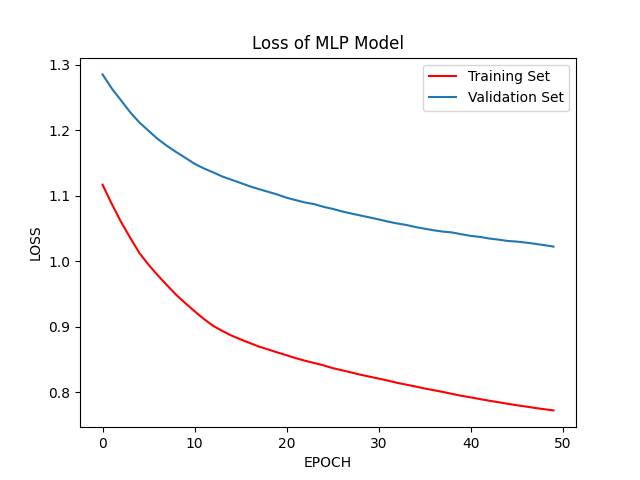 Loss of MLP Model
1.3
1.2
1.1
1.0
0.9
0.8
LOSS
Training Set
Validation Set
0 10 20 30 40 50
EPOCH